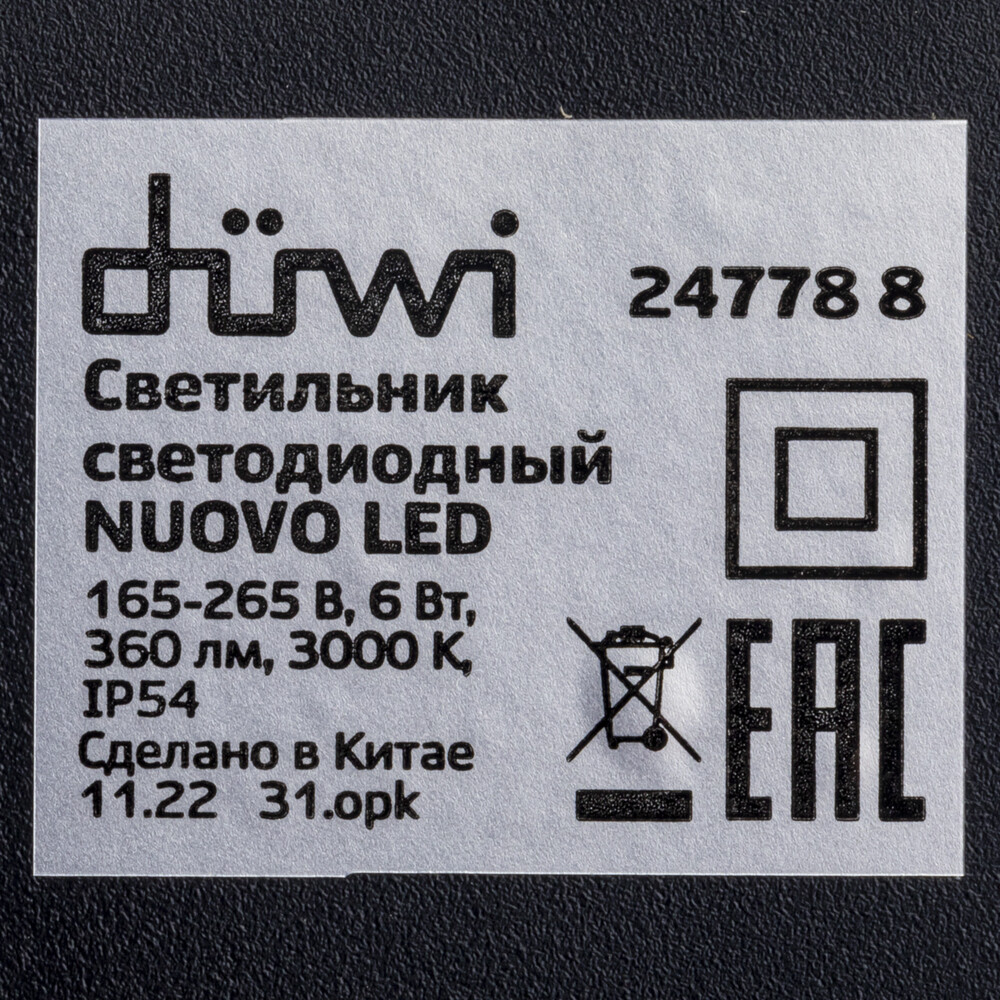 düwi
24778 8
Светильник
светодиодный
NUOVO LED
165-265 В, 6 Вт,
360 лм, 3000 К,
IP54
Сделано в Китае
11.22 31.opk
EAC